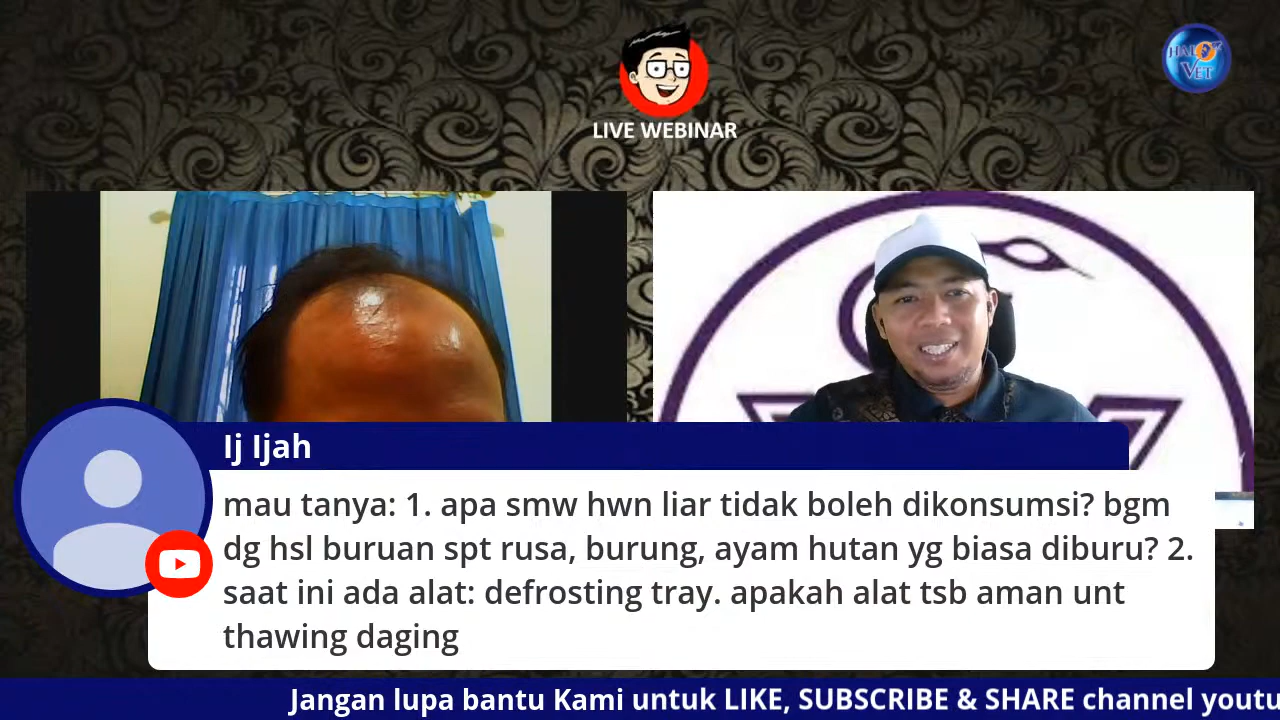 HALO
VET
LIVE WEBINAR
Ij Ijah
mau tanya: 1. apa smw hwn liar tidak boleh dikonsumsi? bgm
dg hsl buruan spt rusa, burung, ayam hutan yg biasa diburu? 2.
saat ini ada alat: defrosting tray. apakah alat tsb aman unt
thawing daging
Jangan lupa bantu Kami untuk LIKE, SUBSCRIBE & SHARE channel youtu